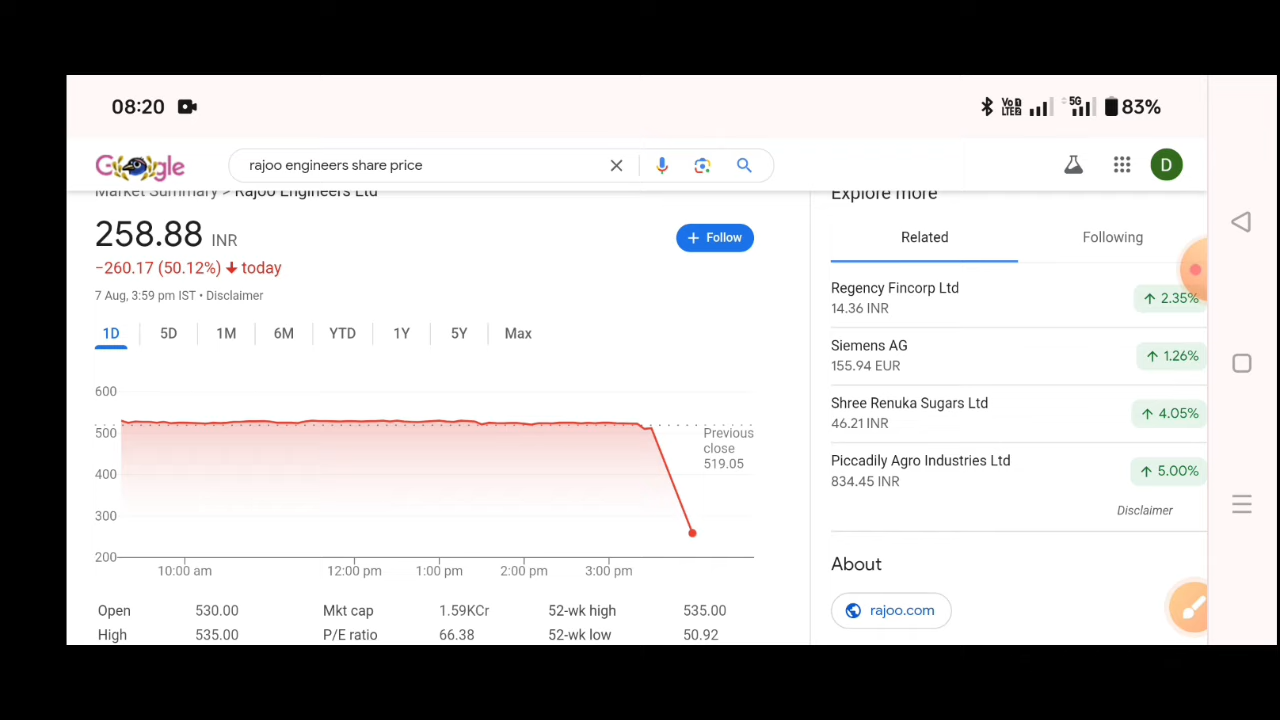 08:20
VoD
LTED
5G
83%
Google
rajoo engineers share price
D
Market Summary > Rajoo Engineers Ltd
258.88 INR
Follow
−260.17 (50.12%) today
7 Aug, 3:59 pm IST • Disclaimer
1D 5D 1M 6M YTD 1Y 5Y Max
600
500
400
300
200
Previous
close
519.05
10:00 am 12:00 pm 1:00 pm 2:00 pm 3:00 pm
Open 530.00 Mkt cap 1.59KCr 52-wk high 535.00
High 535.00 P/E ratio 66.38 52-wk low 50.92
Explore more
Related Following
Regency Fincorp Ltd
14.36 INR
2.35%
Siemens AG
155.94 EUR
1.26%
Shree Renuka Sugars Ltd
46.21 INR
4.05%
Piccadily Agro Industries Ltd
834.45 INR
5.00%
Disclaimer
About
rajoo.com